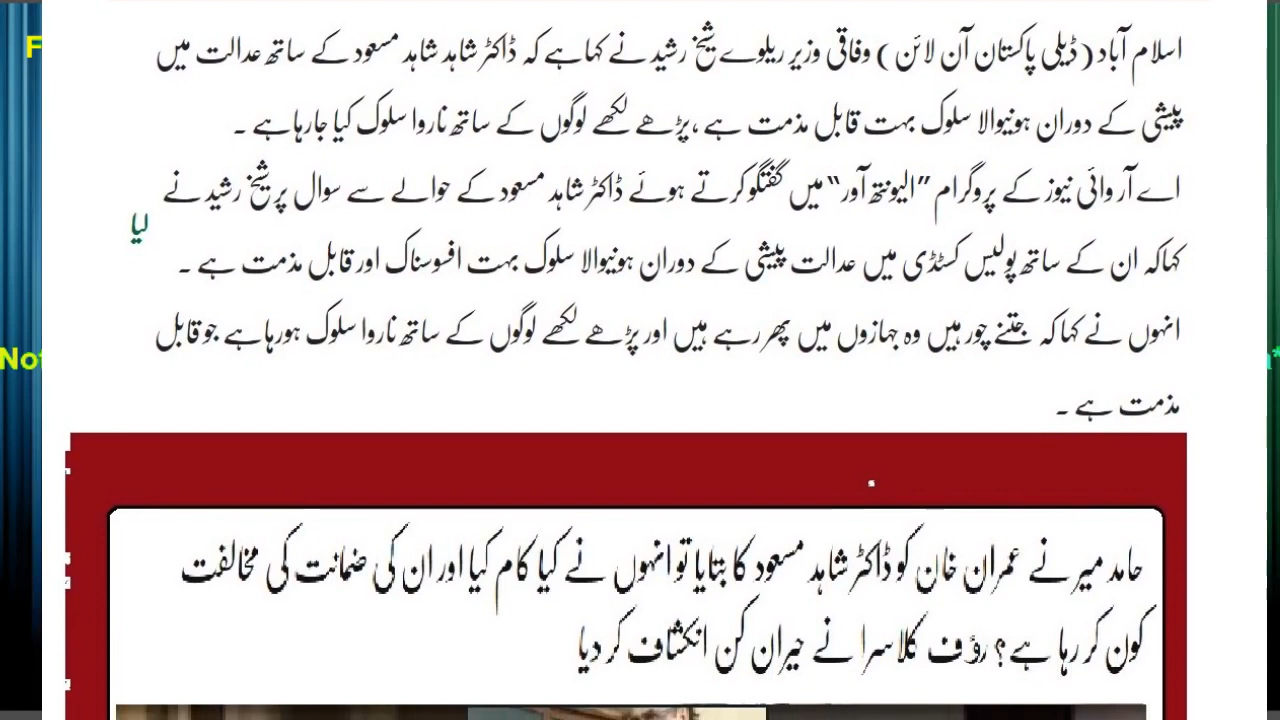 F
اسلام آباد (ڈیلی پاکستان آن لائن) وفاقی وزیر ریلوے شیخ رشید نے کہا ہے کہ ڈاکٹر شاہد شاہد مسعود کے ساتھ عدالت میں
پیشی کے دوران ہونیوالا سلوک بہت قابل مذمت ہے ،پڑھے لکھے لوگوں کے ساتھ ناروا سلوک کیا جارہا ہے ۔
اے آر وائی نیوز کے پروگرام ”الیونتھ آور“ میں گفتگو کرتے ہوئے ڈاکٹر شاہد مسعود کے حوالے سے سوال پر شیخ رشید نے
لیا
کہا کہ ان کے ساتھ پولیس کسٹڈی میں عدالت پیشی کے دوران ہونیوالا سلوک بہت افسوسناک اور قابل مذمت ہے ۔
انہوں نے کہا کہ جتنے چور ہیں وہ جہازوں میں پھر رہے ہیں اور پڑھے لکھے لوگوں کے ساتھ ناروا سلوک ہورہا ہے جو قابل
No
مذمت ہے ۔
حامد میر نے عمران خان کو ڈاکٹر شاہد مسعود کا بتایا تو انہوں نے کیا کام کیا اور ان کی ضمانت کی مخالفت
کون کر رہا ہے؟ رؤف کلاسرا نے حیران کن انکشاف کر دیا